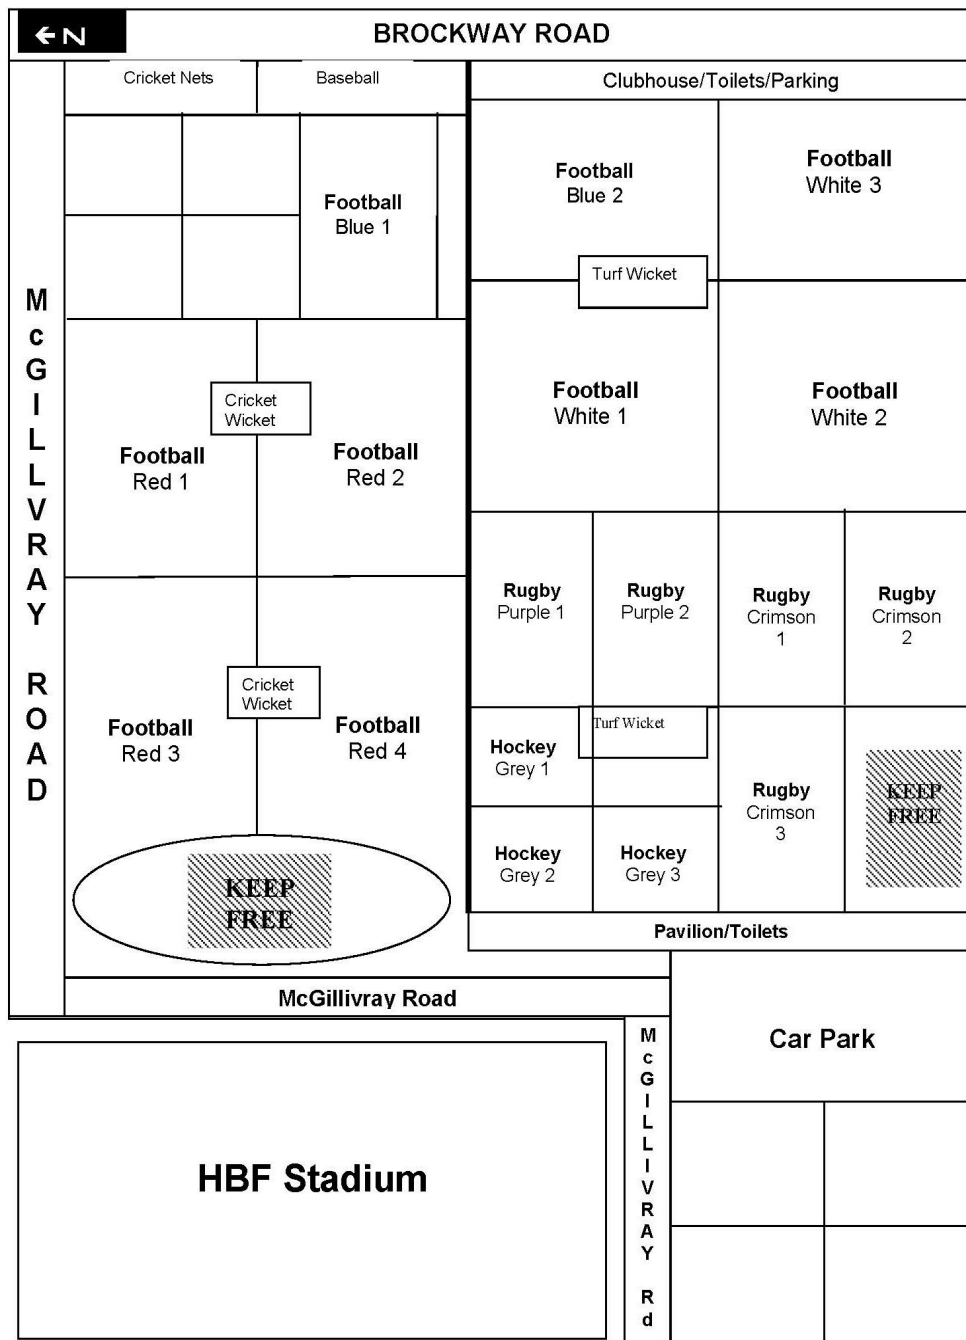 ←N
BROCKWAY ROAD
Cricket Nets
Baseball
Clubhouse/Toilets/Parking
Football
Blue 1
Football
Blue 2
Football
White 3
Turf Wicket
McGILLVRAY ROAD
Cricket
Wicket
Football
Red 1
Football
Red 2
Football
White 1
Football
White 2
Rugby
Purple 1
Rugby
Purple 2
Rugby
Crimson
1
Rugby
Crimson
2
Cricket
Wicket
Football
Red 3
Football
Red 4
Turf Wicket
Hockey
Grey 1
Rugby
Crimson
3
KEEP
FREE
Hockey
Grey 2
Hockey
Grey 3
KEEP
FREE
Pavilion/Toilets
McGillivray Road
McGILLIVRAY Rd
Car Park
HBF Stadium